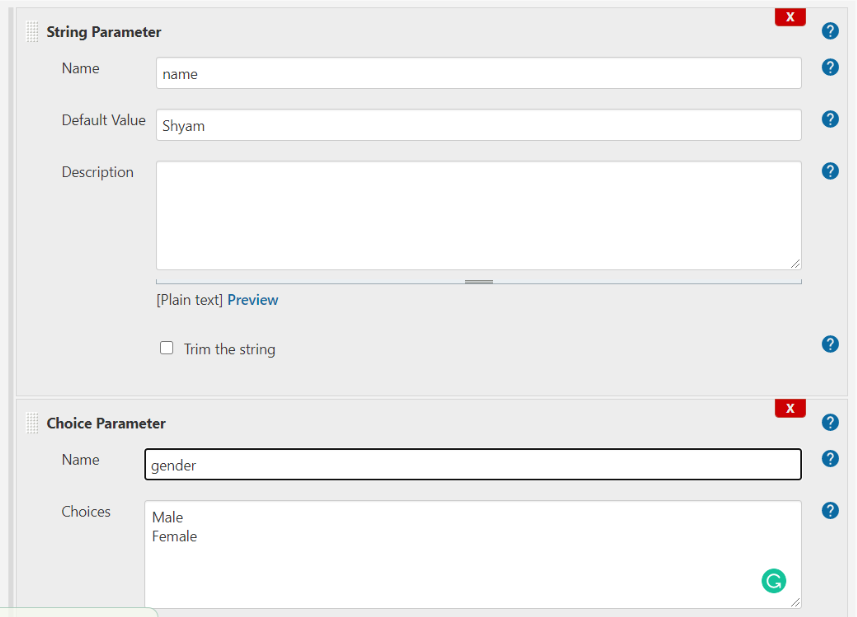 String Parameter
X
?
Name
name
?
Default Value
Shyam
?
Description
?
[Plain text] Preview
Trim the string
?
Choice Parameter
X
?
Name
gender
?
Choices
Male
Female
?
G